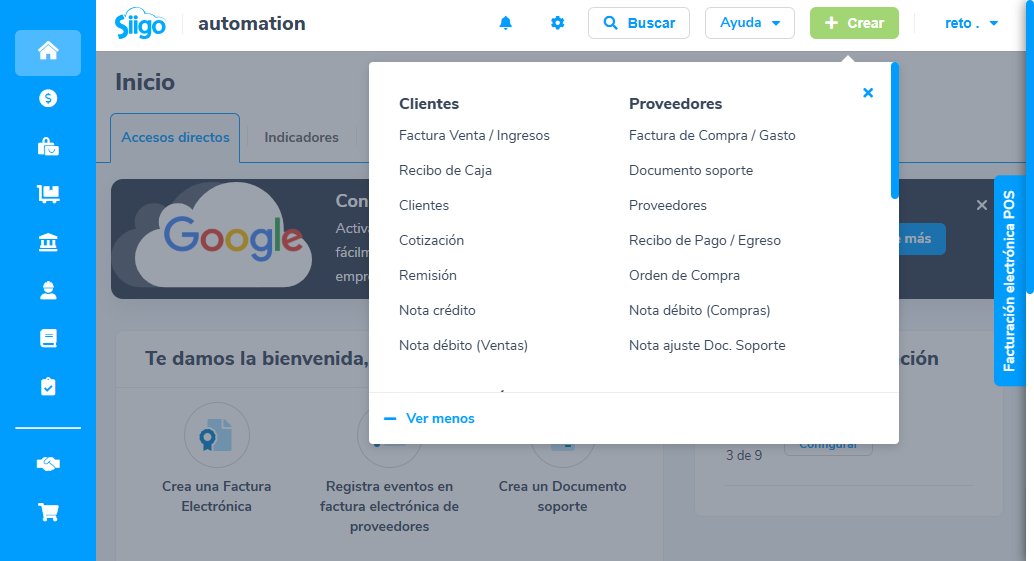 Siigo
automation
Buscar
Ayuda
Crear
reto .
Inicio
Accesos directos
Indicadores
Con
Activa
fácilm
empre
Google
más
Clientes
Factura Venta / Ingresos
Recibo de Caja
Clientes
Cotización
Remisión
Nota crédito
Nota débito (Ventas)
Proveedores
Factura de Compra / Gasto
Documento soporte
Proveedores
Recibo de Pago / Egreso
Orden de Compra
Nota débito (Compras)
Nota ajuste Doc. Soporte
Ver menos
Facturación electrónica POS
Te damos la bienvenida,
ción
Configurar
3 de 9
Crea una Factura
Electrónica
Registra eventos en
factura electrónica de
proveedores
Crea un Documento
soporte